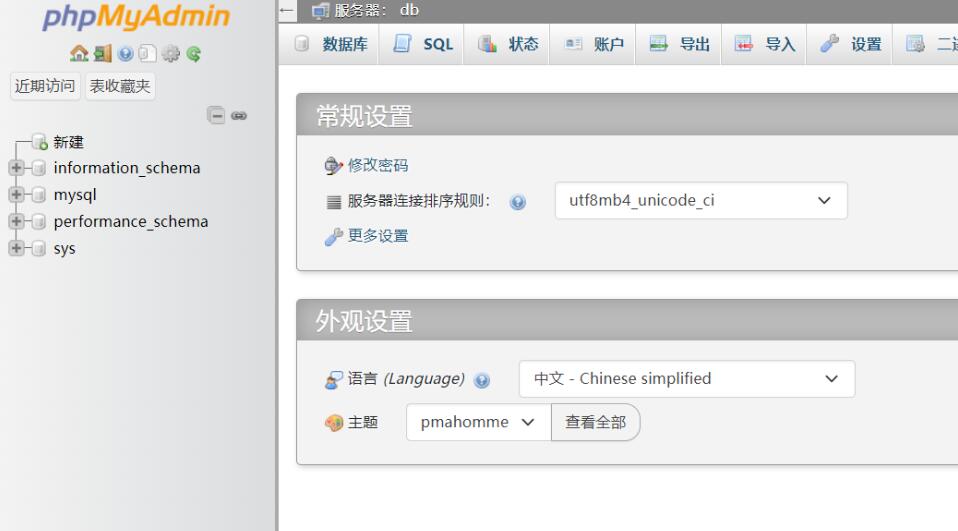 phpMyAdmin
近期访问 表收藏夹
新建
information_schema
mysql
performance_schema
sys
服务器： db
数据库 SQL 状态 账户 导出 导入 设置
常规设置
修改密码
服务器连接排序规则： utf8mb4_unicode_ci
更多设置
外观设置
语言 (Language) 中文 - Chinese simplified
主题 pmahomme 查看全部